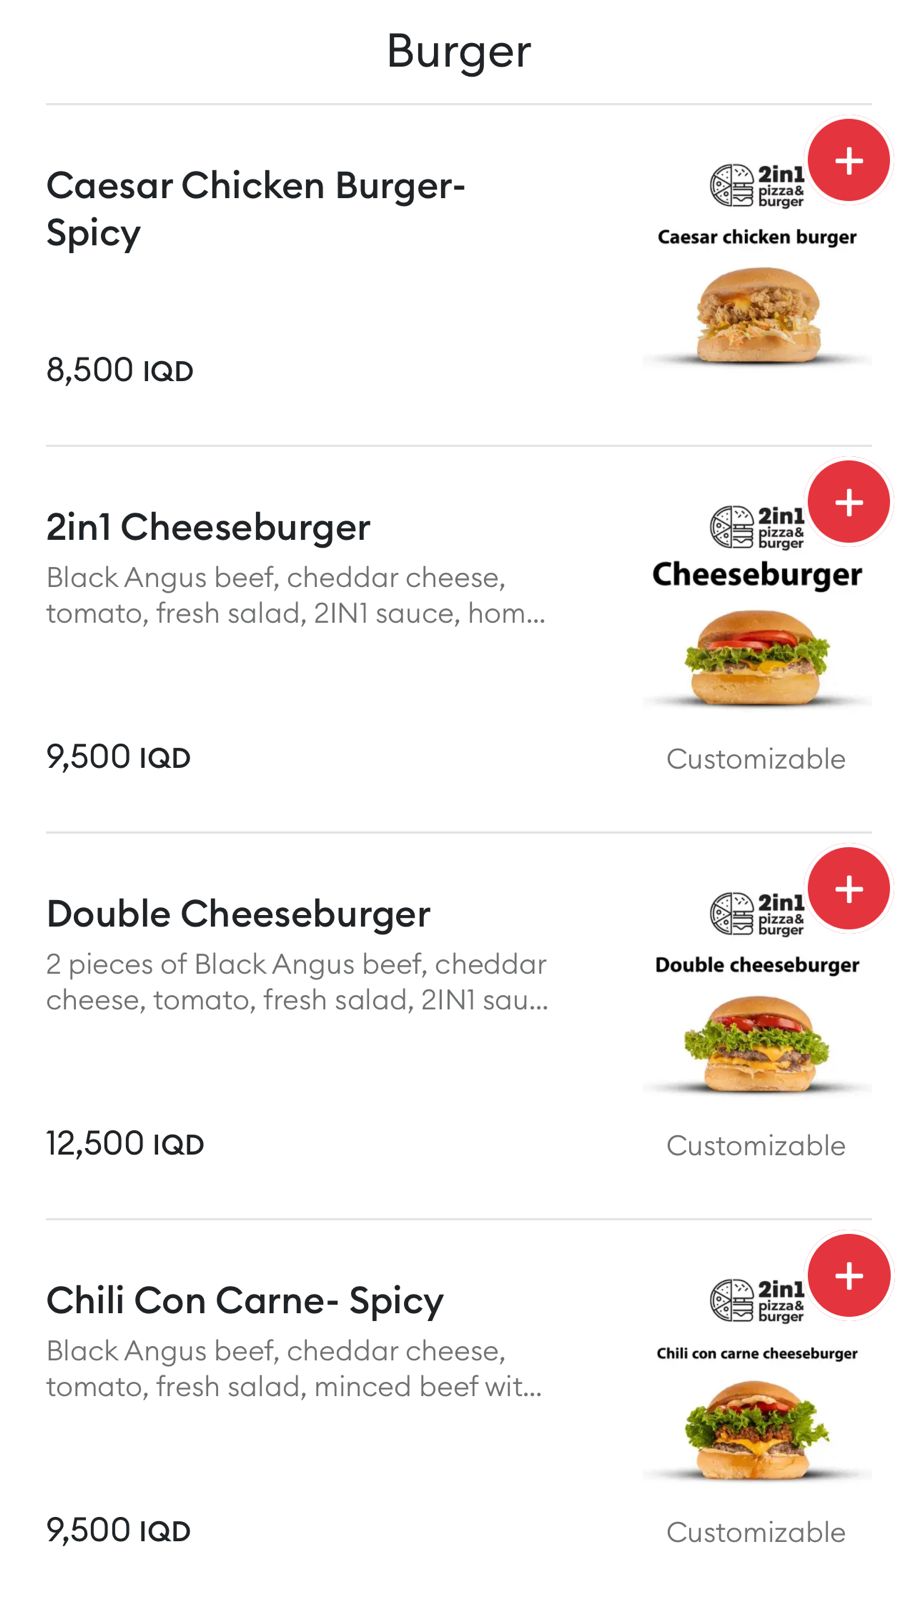 Burger
Caesar Chicken Burger-
Spicy
8,500 IQD
2in1
pizza&
burger
Caesar chicken burger
2in1 Cheeseburger
Black Angus beef, cheddar cheese,
tomato, fresh salad, 2IN1 sauce, hom...
9,500 IQD
2in1
pizza&
burger
Cheeseburger
Customizable
Double Cheeseburger
2 pieces of Black Angus beef, cheddar
cheese, tomato, fresh salad, 2IN1 sau...
12,500 IQD
2in1
pizza&
burger
Double cheeseburger
Customizable
Chili Con Carne- Spicy
Black Angus beef, cheddar cheese,
tomato, fresh salad, minced beef wit...
9,500 IQD
2in1
pizza&
burger
Chili con carne cheeseburger
Customizable